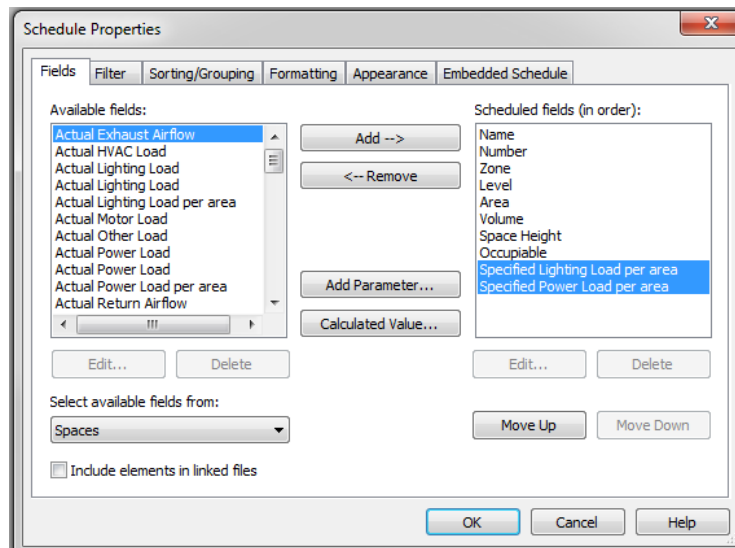 Schedule Properties
Fields Filter Sorting/Grouping Formatting Appearance Embedded Schedule
Available fields:
Actual Exhaust Airflow
Actual HVAC Load
Actual Lighting Load
Actual Lighting Load
Actual Lighting Load per area
Actual Motor Load
Actual Other Load
Actual Power Load
Actual Power Load
Actual Power Load per area
Actual Return Airflow
Edit... Delete
Select available fields from:
Spaces
Include elements in linked files
Add -->
<-- Remove
Add Parameter...
Calculated Value...
Scheduled fields (in order):
Name
Number
Zone
Level
Area
Volume
Space Height
Occupiable
Specified Lighting Load per area
Specified Power Load per area
Edit... Delete
Move Up Move Down
OK Cancel Help